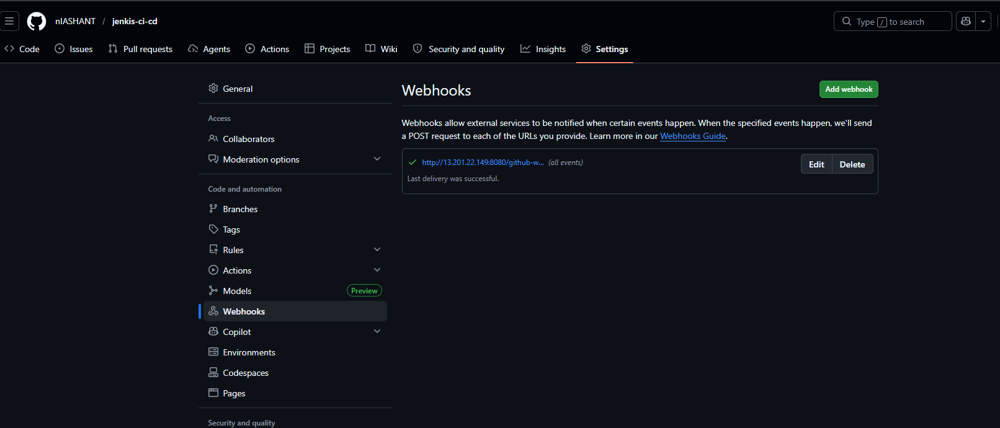 nIASHANT / jenkis-ci-cd
Type / to search
Code Issues Pull requests Agents Actions Projects Wiki Security and quality Insights Settings
General
Access
Collaborators
Moderation options
Code and automation
Branches
Tags
Rules
Actions
Models Preview
Webhooks
Copilot
Environments
Codespaces
Pages
Security and quality
Webhooks
Add webhook
Webhooks allow external services to be notified when certain events happen. When the specified events happen, we'll send
a POST request to each of the URLs you provide. Learn more in our Webhooks Guide.
http://13.201.22.149:8080/github-w... (all events)
Edit Delete
Last delivery was successful.